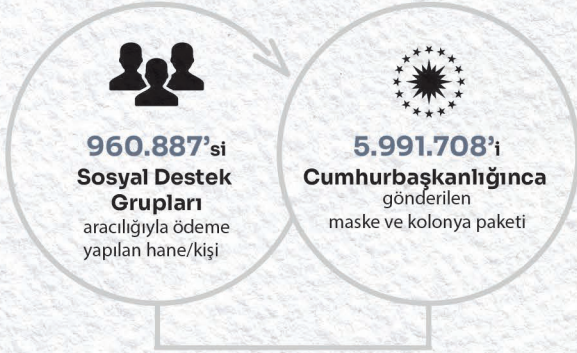 960.887’si
Sosyal Destek
Grupları
aracılığıyla ödeme
yapılan hane/kişi
5.991.708’i
Cumhurbaşkanlığınca
gönderilen
maske ve kolonya paketi